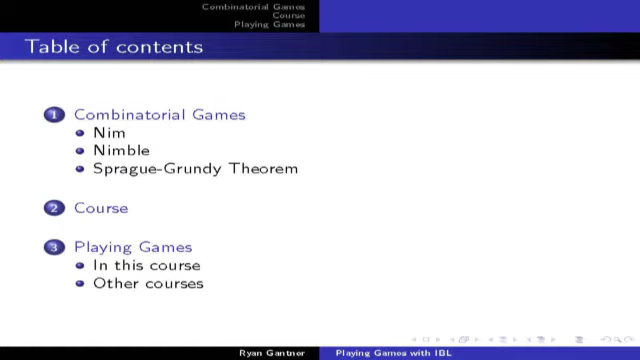 Combinatorial Games
Course
Playing Games
Table of contents
1 Combinatorial Games
Nim
Nimble
Sprague-Grundy Theorem
2 Course
3 Playing Games
In this course
Other courses
Ryan Gantner Playing Games with IBL